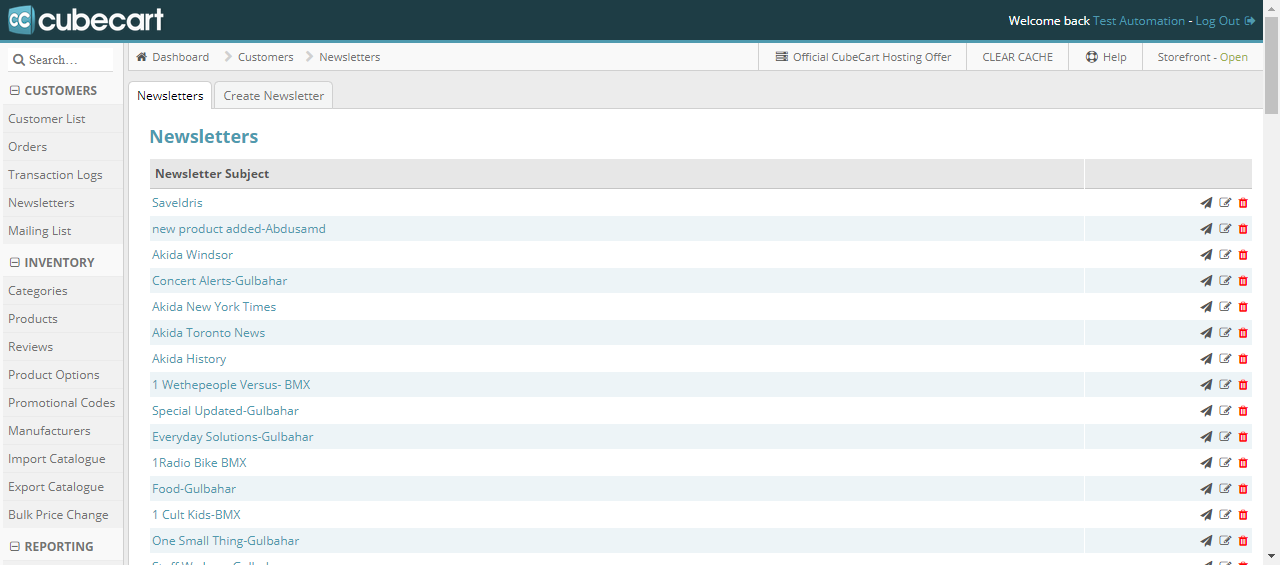 cc cubecart
Welcome back Test Automation - Log Out
Search...
Dashboard Customers Newsletters
Official CubeCart Hosting Offer
CLEAR CACHE
Help
Storefront - Open
CUSTOMERS
Customer List
Orders
Transaction Logs
Newsletters
Mailing List
INVENTORY
Categories
Products
Reviews
Product Options
Promotional Codes
Manufacturers
Import Catalogue
Export Catalogue
Bulk Price Change
REPORTING
Newsletters
Create Newsletter
Newsletters
Newsletter Subject
Saveldris
new product added-Abdusamd
Akida Windsor
Concert Alerts-Gulbahar
Akida New York Times
Akida Toronto News
Akida History
1 Wethepeople Versus- BMX
Special Updated-Gulbahar
Everyday Solutions-Gulbahar
1Radio Bike BMX
Food-Gulbahar
1 Cult Kids-BMX
One Small Thing-Gulbahar